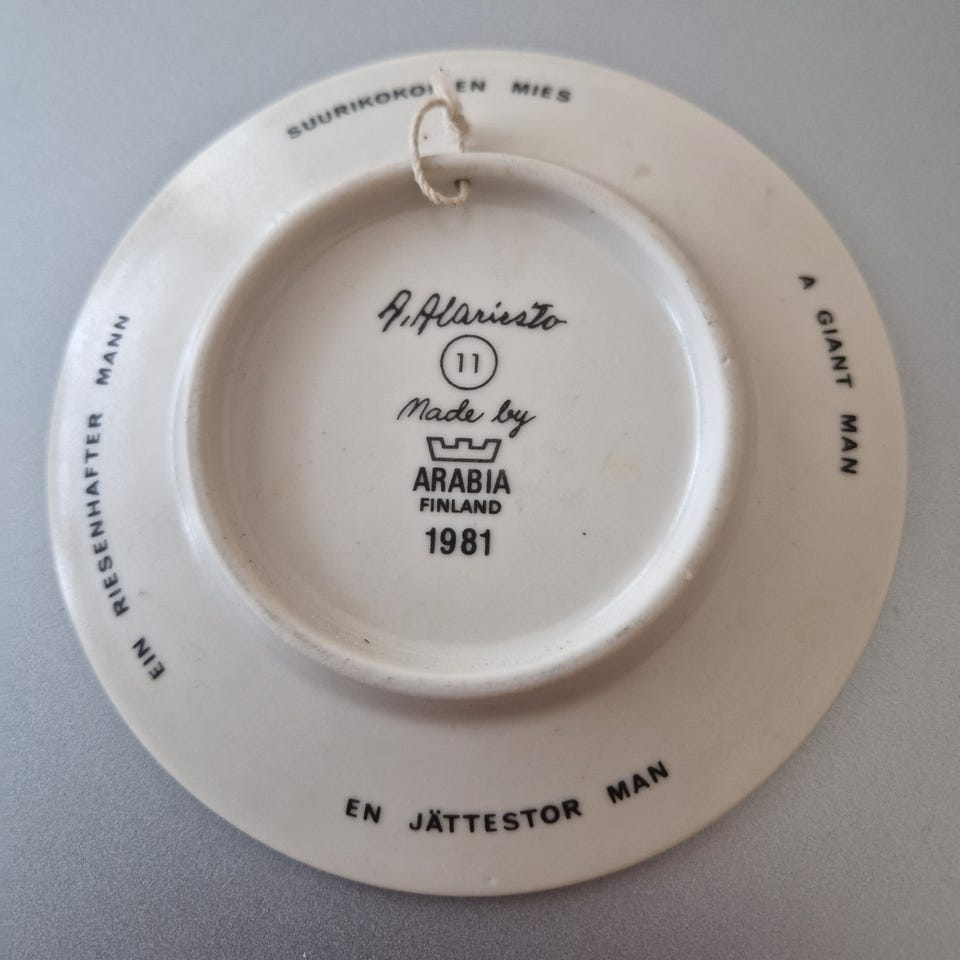 SUURIKOKOINEN MIES
A GIANT MAN
EN JÄTTESTOR MAN
EIN RIESENHAFTER MANN
A. Alariesto
11
Made by
ARABIA
FINLAND
1981